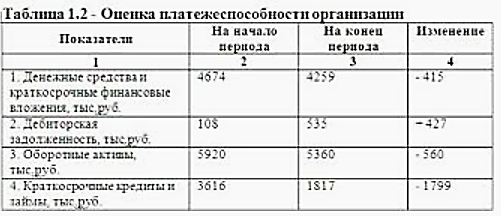 Таблица 1.2 - Оценка платежеспособности организации
Показатели
На начало
периода
На конец
периода
Изменение
1
2
3
4
1. Денежные средства и
краткосрочные финансовые
вложения, тыс.руб.
4674
4259
- 415
2. Дебиторская
задолженность, тыс.руб.
108
535
+ 427
3. Оборотные активы,
тыс.руб.
5920
5360
- 560
4. Краткосрочные кредиты и
займы, тыс.руб.
3616
1817
- 1799